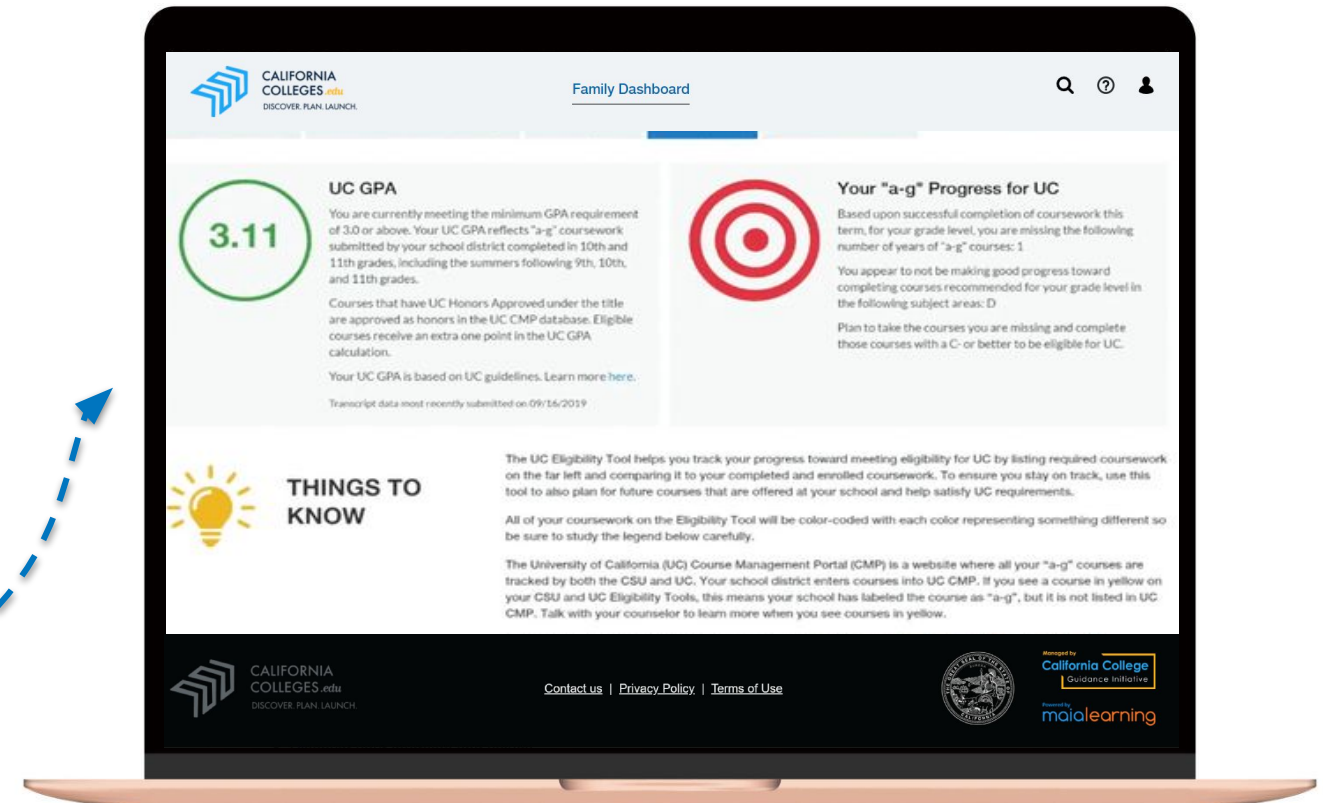 CALIFORNIA
COLLEGES.edu
DISCOVER. PLAN. LAUNCH.
Family Dashboard
3.11
UC GPA
You are currently meeting the minimum GPA requirement
of 3.0 or above. Your UC GPA reflects "a-g" coursework
submitted by your school district completed in 10th and
11th grades, including the summers following 9th, 10th,
and 11th grades.
Courses that have UC Honors Approved under the title
are approved as honors in the UC CMP database. Eligible
courses receive an extra one point in the UC GPA
calculation.
Your UC GPA is based on UC guidelines. Learn more here.
Transcript data most recently submitted on 09/16/2019
Your "a-g" Progress for UC
Based upon successful completion of coursework this
term, for your grade level, you are missing the following
number of years of "a-g" courses: 1
You appear to not be making good progress toward
completing courses recommended for your grade level in
the following subject areas: D
Plan to take the courses you are missing and complete
those courses with a C- or better to be eligible for UC.
THINGS TO
KNOW
The UC Eligibility Tool helps you track your progress toward meeting eligibility for UC by listing required coursework
on the far left and comparing it to your completed and enrolled coursework. To ensure you stay on track, use this
tool to also plan for future courses that are offered at your school and help satisfy UC requirements.
All of your coursework on the Eligibility Tool will be color-coded with each color representing something different so
be sure to study the legend below carefully.
The University of California (UC) Course Management Portal (CMP) is a website where all your "a-g" courses are
tracked by both the CSU and UC. Your school district enters courses into UC CMP. If you see a course in yellow on
your CSU and UC Eligibility Tools, this means your school has labeled the course as "a-g", but it is not listed in UC
CMP. Talk with your counselor to learn more when you see courses in yellow.
CALIFORNIA
COLLEGES.edu
DISCOVER. PLAN. LAUNCH.
Contact us | Privacy Policy | Terms of Use
Managed by
California College
Guidance Initiative
Powered by
maialearning